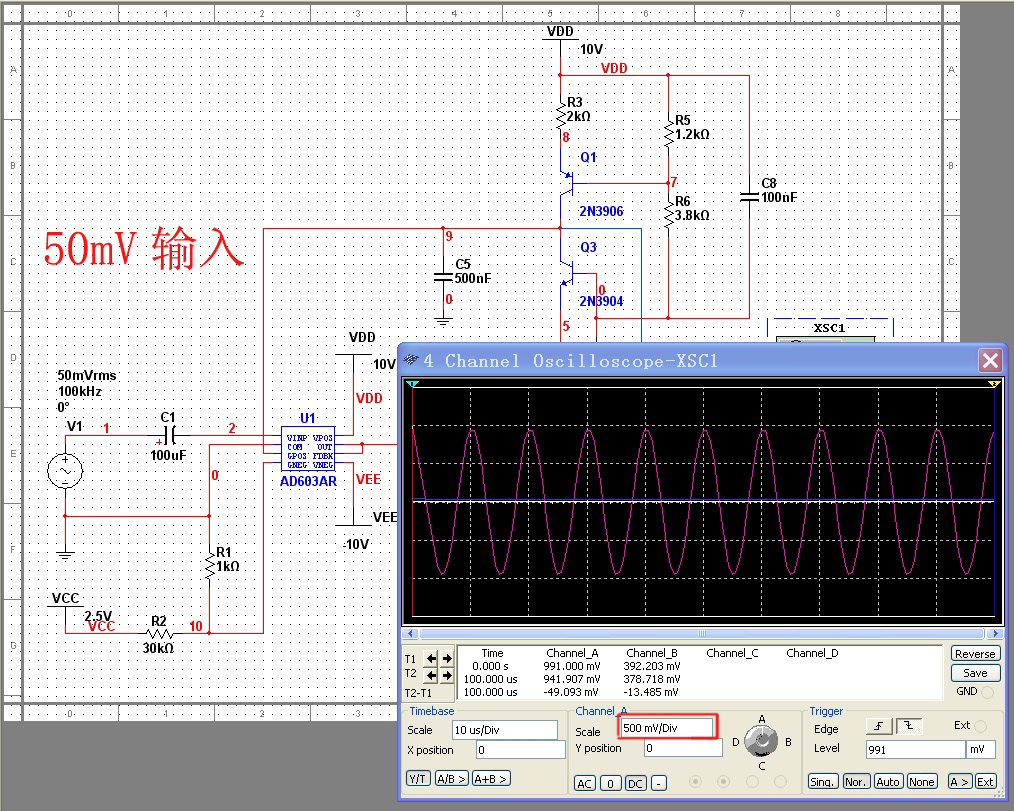 0 1 2 3 4 5 6 7 8
A
B
C
D
E
F
G
VDD
10V
VDD
R3
2kΩ
8
R5
1.2kΩ
Q1
7
2N3906
R6
3.8kΩ
C8
100nF
50mV 输入
9
Q3
C5
500nF
0
0
2N3904
5
XSC1
VDD
10V
VDD
50mVrms
100kHz
0°
V1
1
C1
+
100uF
2
U1
VINP VPOS
COM OUT
GPOS FDBK
GNEG VNEG
AD603AR
0
VEE
VEE
-10V
R1
1kΩ
VCC
2.5V
VCC
R2
30kΩ
10
0 1 2 3
4 Channel Oscilloscope-XSC1
Time Channel_A Channel_B Channel_C Channel_D
T1 0.000 s 991.000 mV 392.203 mV
T2 100.000 us 941.907 mV 378.718 mV
T2-T1 100.000 us -49.093 mV -13.485 mV
Reverse
Save
GND
Timebase
Scale 10 us/Div
X position 0
Y/T A/B > A+B >
Channel_A
Scale 500 mV/Div
Y position 0
AC 0 DC -
A
B
C
D
Trigger
Edge
Ext
Level 991 mV
Sing. Nor. Auto None A > Ext